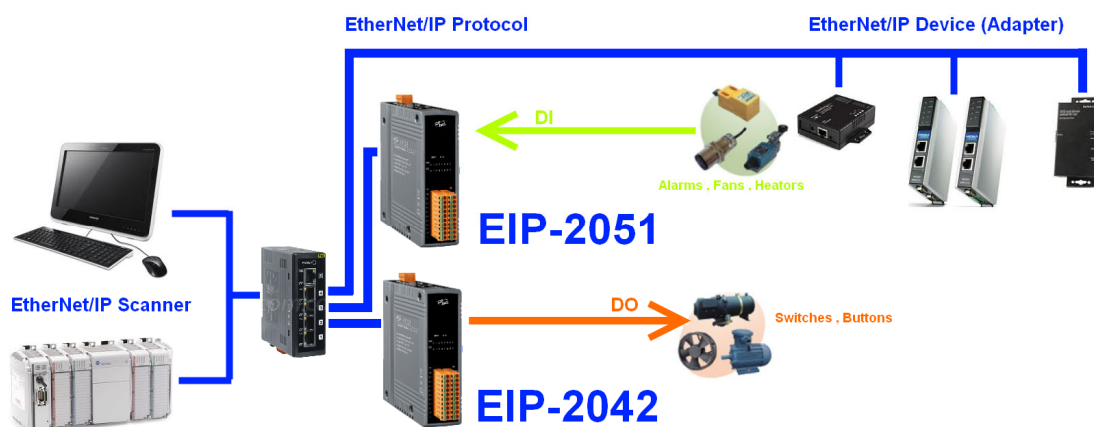 EtherNet/IP Protocol
EtherNet/IP Device (Adapter)
DI
Alarms , Fans , Heators
EIP-2051
EtherNet/IP Scanner
DO
Switches , Buttons
EIP-2042